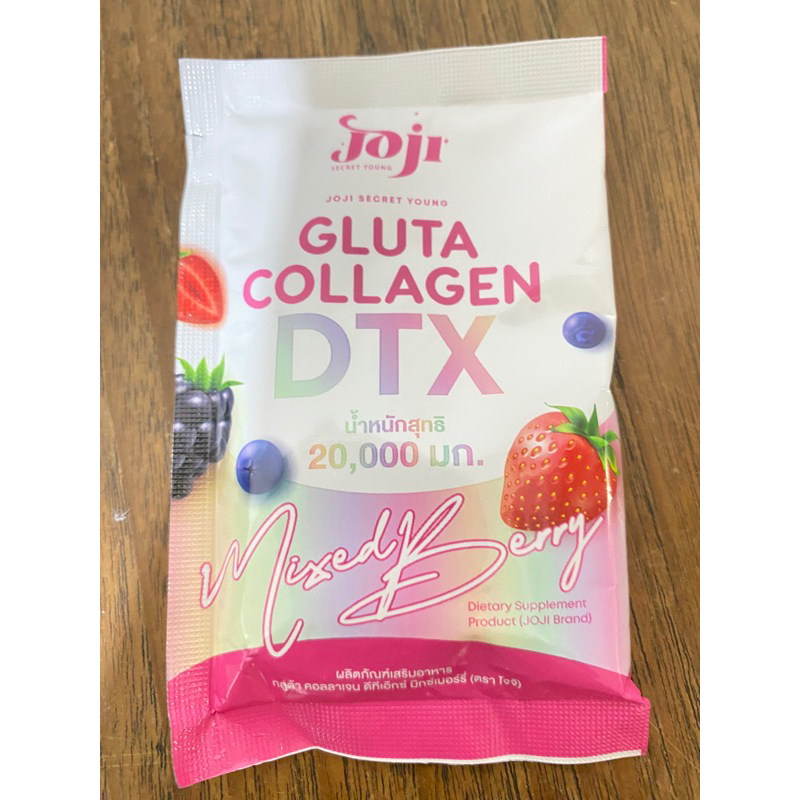 Joji
SECRET YOUNG
JOJI SECRET YOUNG
GLUTA
COLLAGEN
DTX
น้ำหนักสุทธิ
20,000 มก.
Mixed Berry
Dietary Supplement
Product (JOJI Brand)
ผลิตภัณฑ์เสริมอาหาร
กลูต้า คอลลาเจน ดีทีเอ็กซ์ มิกซ์เบอร์รี่ (ตรา โจจิ)